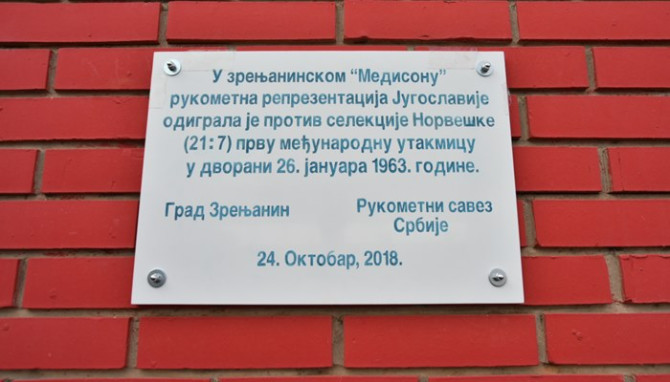 У зрењанинском “Медисону”
рукометна репрезентација Југославије
одиграла је против селекције Норвешке
(21:7) прву међународну утакмицу
у дворани 26. јануара 1963. године.
Град Зрењанин
Рукометни савез
Србије
24. Октобар, 2018.